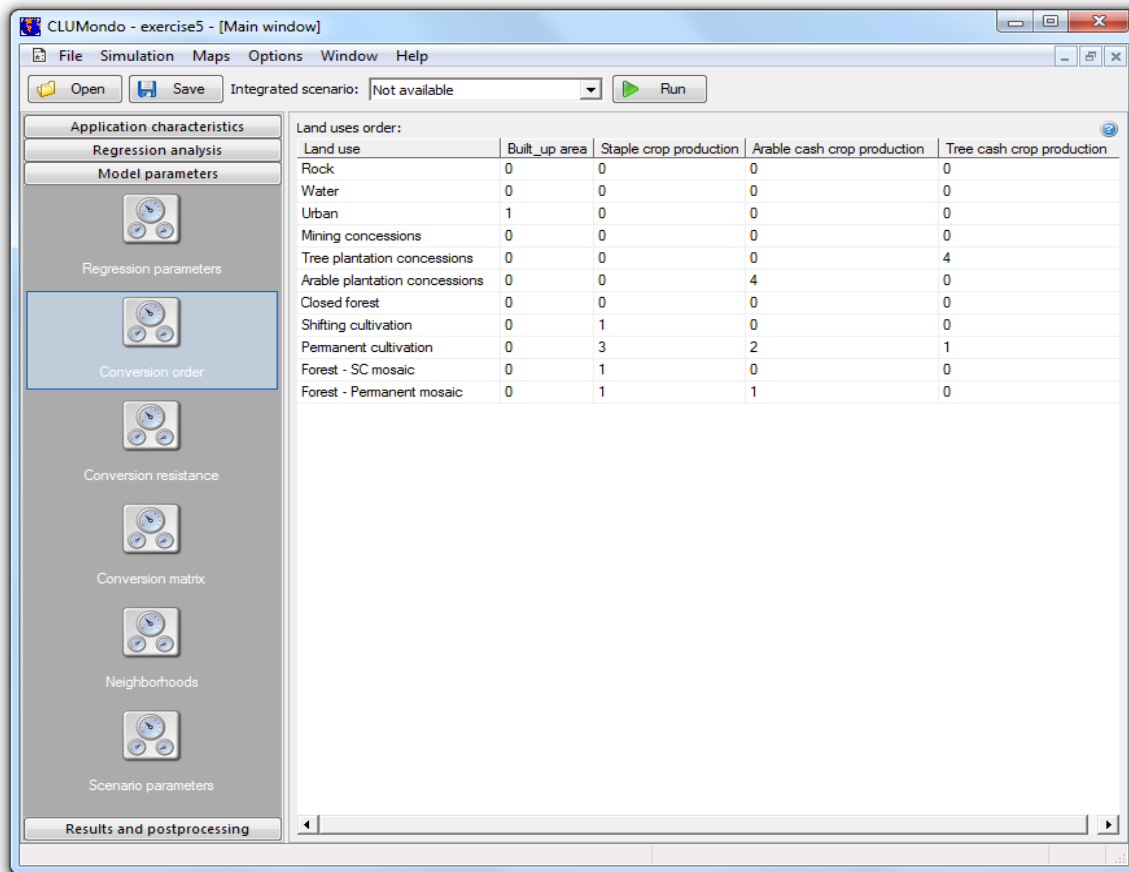 CLUMondo - exercise5 - [Main window]
File Simulation Maps Options Window Help
Open Save Integrated scenario: Not available Run
Application characteristics
Regression analysis
Model parameters
Regression parameters
Conversion order
Conversion resistance
Conversion matrix
Neighborhoods
Scenario parameters
Results and postprocessing
Land uses order:
Land use Built_up area Staple crop production Arable cash crop production Tree cash crop production
Rock 0 0 0 0
Water 0 0 0 0
Urban 1 0 0 0
Mining concessions 0 0 0 0
Tree plantation concessions 0 0 0 4
Arable plantation concessions 0 0 4 0
Closed forest 0 0 0 0
Shifting cultivation 0 1 0 0
Permanent cultivation 0 3 2 1
Forest - SC mosaic 0 1 0 0
Forest - Permanent mosaic 0 1 1 0